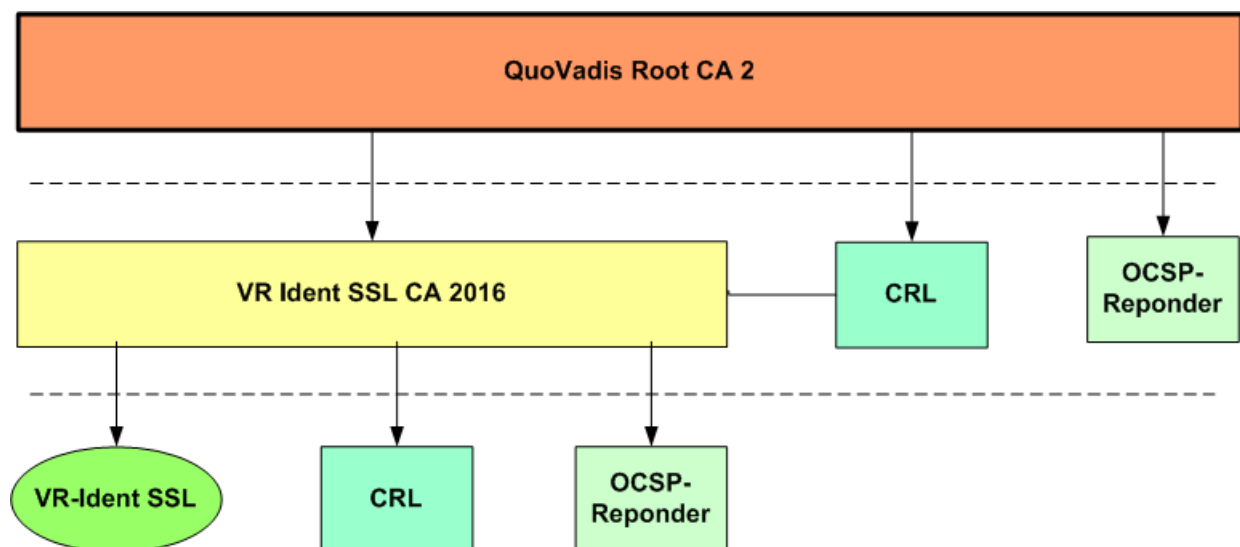 QuoVadis Root CA 2
VR Ident SSL CA 2016
CRL
OCSP-
Reponder
VR-Ident SSL
CRL
OCSP-
Reponder